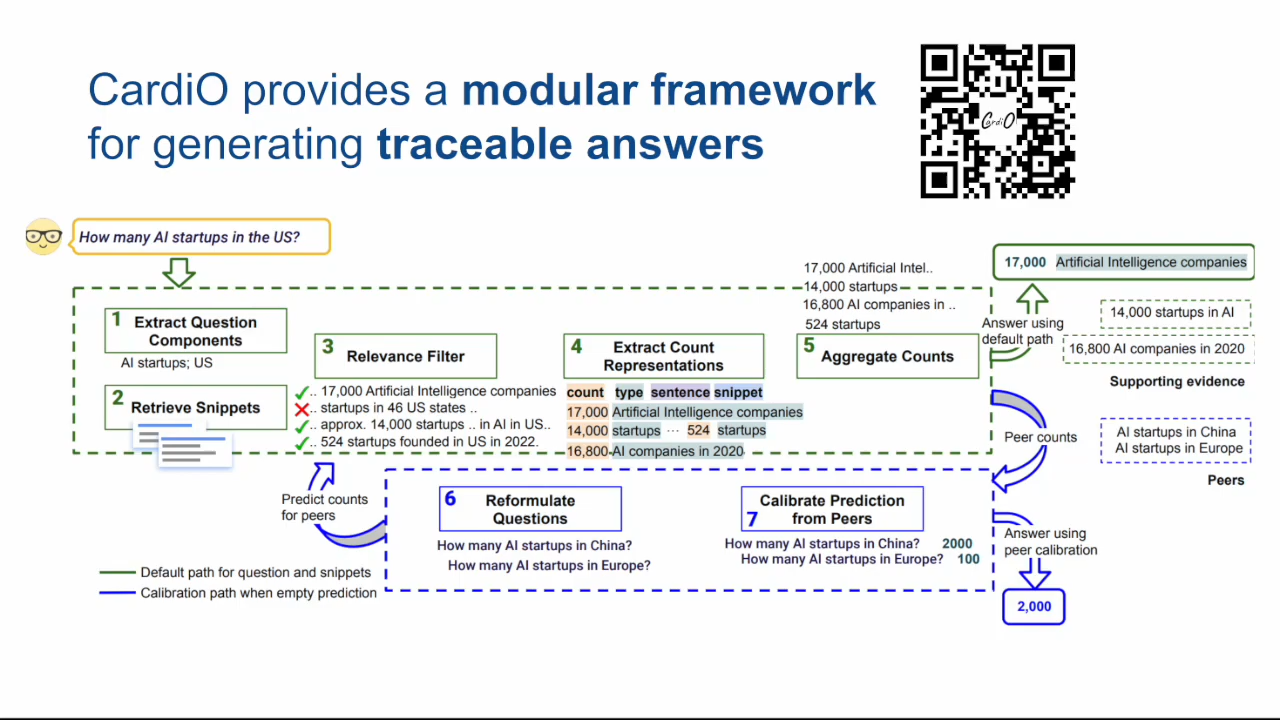 CardiO provides a modular framework
for generating traceable answers
CardiO
How many AI startups in the US?
1
Extract Question
Components
AI startups; US
2
Retrieve Snippets
3
Relevance Filter
.. 17,000 Artificial Intelligence companies
.. startups in 46 US states ..
.. approx. 14,000 startups .. in AI in US..
.. 524 startups founded in US in 2022.
4
Extract Count
Representations
count type sentence snippet
17,000 Artificial Intelligence companies
14,000 startups ... 524 startups
16,800 AI companies in 2020
17,000 Artificial Intel..
14,000 startups
16,800 AI companies in ..
524 startups
5
Aggregate Counts
Answer using
default path
17,000 Artificial Intelligence companies
14,000 startups in AI
16,800 AI companies in 2020
Supporting evidence
Peer counts
AI startups in China
AI startups in Europe
Peers
Predict counts
for peers
6
Reformulate
Questions
How many AI startups in China?
How many AI startups in Europe?
7
Calibrate Prediction
from Peers
How many AI startups in China? 2000
How many AI startups in Europe? 100
Answer using
peer calibration
2,000
Default path for question and snippets
Calibration path when empty prediction